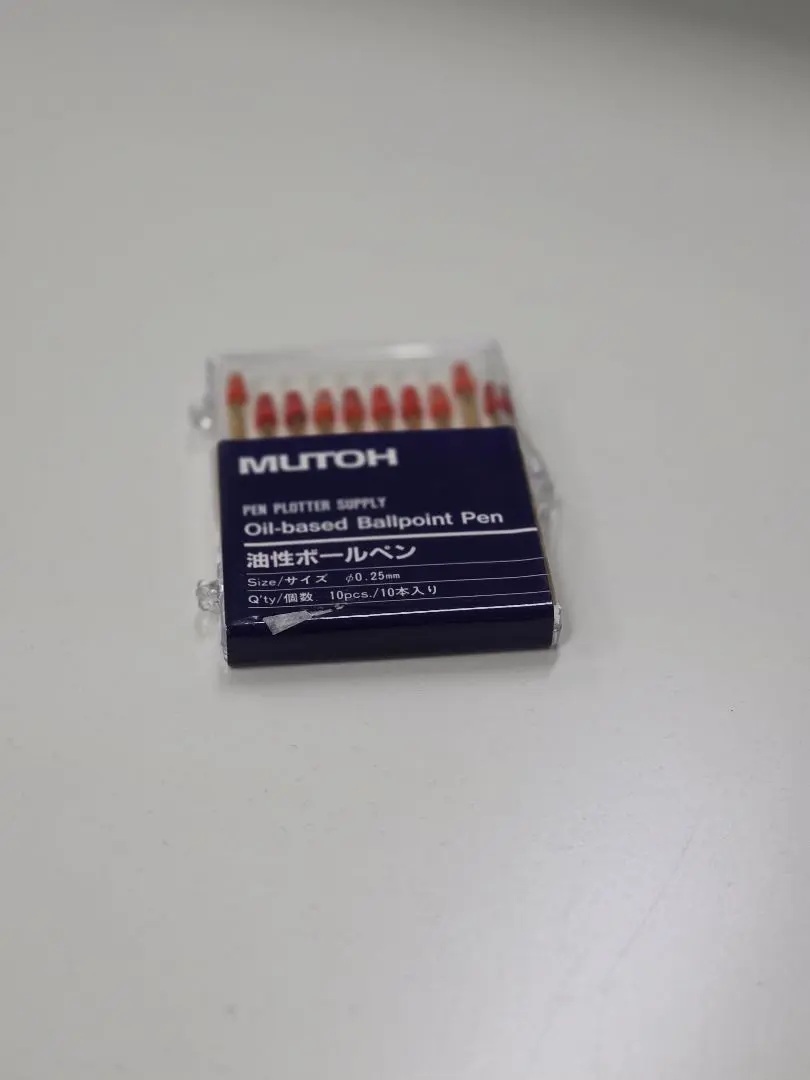 MUTOH
PEN PLOTTER SUPPLY
Oil-based Ballpoint Pen
油性ボールペン
Size/サイズ φ0.25mm
Q'ty/個数 10pcs./10本入り